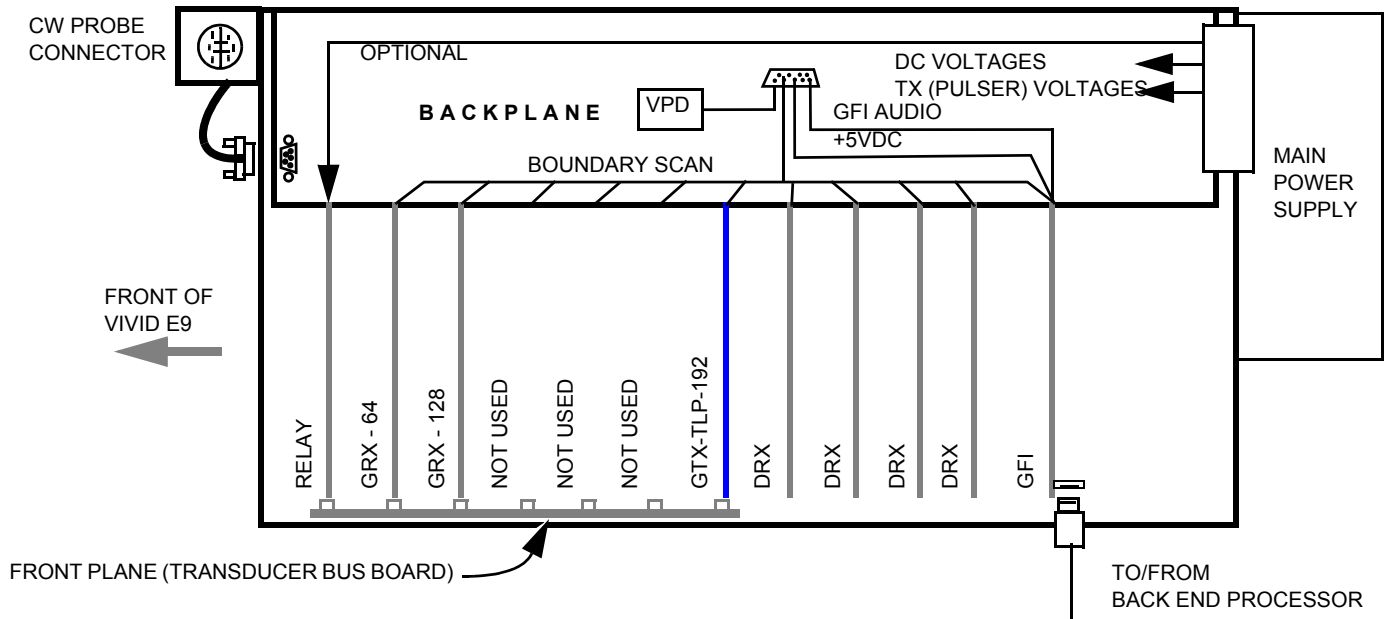 CW PROBE
CONNECTOR
OPTIONAL
DC VOLTAGES
TX (PULSER) VOLTAGES
VPD
BACKPLANE
GFI AUDIO
+5VDC
BOUNDARY SCAN
MAIN
POWER
SUPPLY
FRONT OF
VIVID E9
RELAY
GRX - 64
GRX - 128
NOT USED
NOT USED
NOT USED
GTX-TLP-192
DRX
DRX
DRX
DRX
GFI
FRONT PLANE (TRANSDUCER BUS BOARD)
TO/FROM
BACK END PROCESSOR